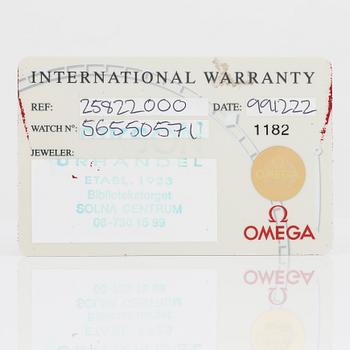 INTERNATIONAL WARRANTY
REF: 25822000 DATE: 991222
WATCH Nº: 56550571 1182
JEWELER:
URHANDEL
ETABL. 1933
Bibliotekstorget
SOLNA CENTRUM
08-730 15 99
Ω
OMEGA